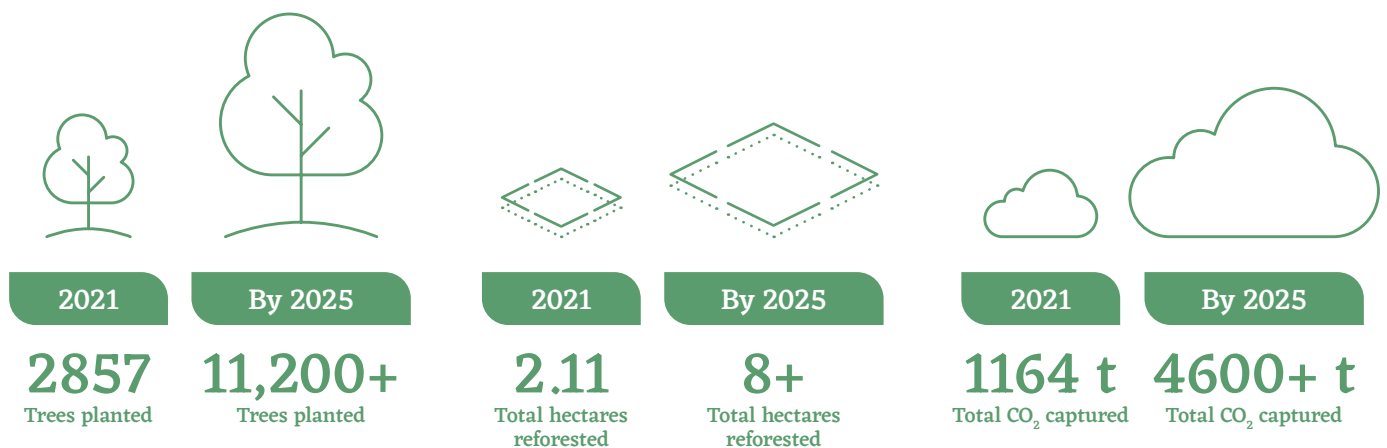 2021
2857
Trees planted
By 2025
11,200+
Trees planted
2021
2.11
Total hectares
reforested
By 2025
8+
Total hectares
reforested
2021
1164 t
Total CO₂ captured
By 2025
4600+ t
Total CO₂ captured